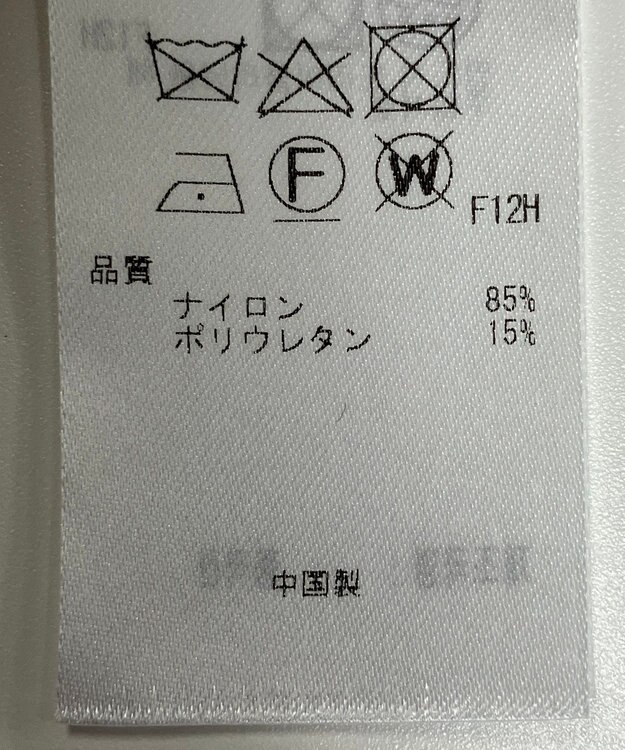 F
W
F12H
品質
ナイロン 85%
ポリウレタン 15%
中国製